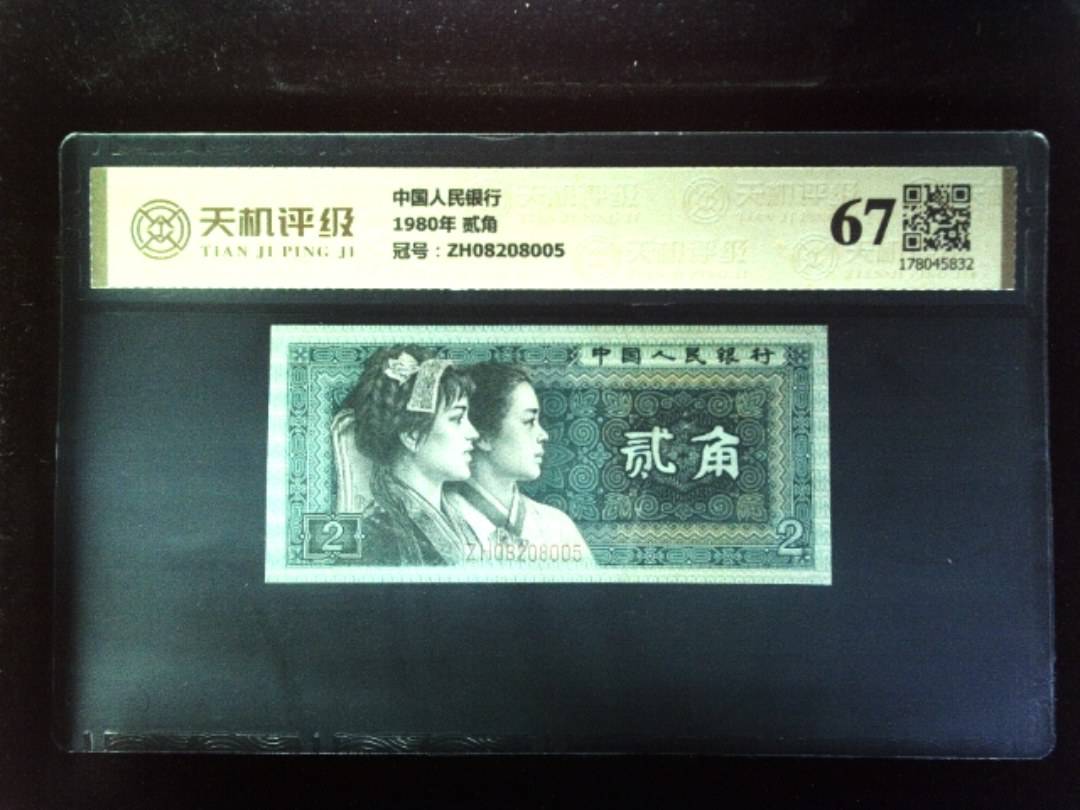 天机评级
TIAN JI PING JI
中国人民银行
1980年 贰角
冠号：ZH08208005
67
178045832
中国人民银行
贰角
2
2
ZH08208005